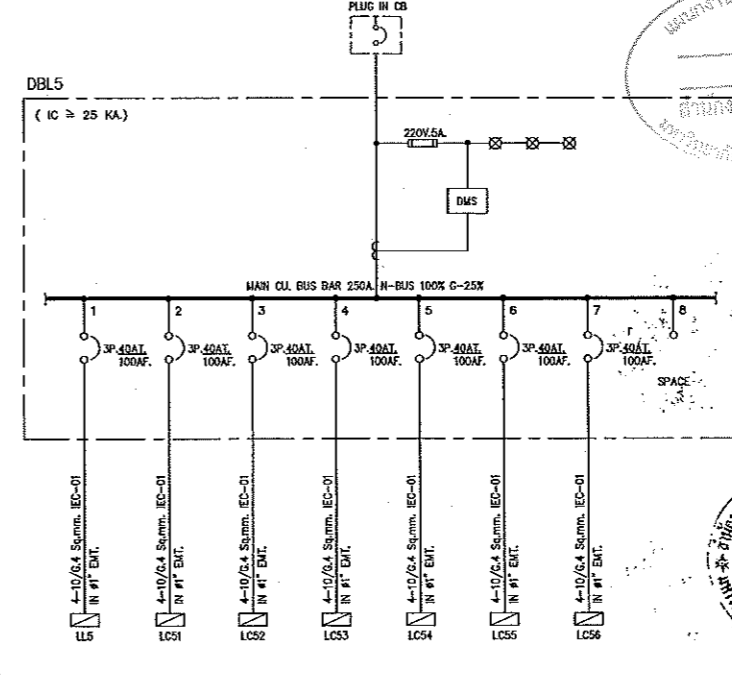 PLUG IN CB
DBL5
( IC ≥ 25 KA.)
220V.5A.
DMS
MAIN CU. BUS BAR 250A. N-BUS 100% G-25%
1 2 3 4 5 6 7 8
3P.40AT. 3P.40AT. 3P.40AT. 3P.40AT. 3P.40AT. 3P.40AT. 3P.40AT.
100AF. 100AF. 100AF. 100AF. 100AF. 100AF. 100AF.
SPACE
4-10/G.4 Sq.mm. IEC-01
IN ø1" EMT.
4-10/G.4 Sq.mm. IEC-01
IN ø1" EMT.
4-10/G.4 Sq.mm. IEC-01
IN ø1" EMT.
4-10/G.4 Sq.mm. IEC-01
IN ø1" EMT.
4-10/G.4 Sq.mm. IEC-01
IN ø1" EMT.
4-10/G.4 Sq.mm. IEC-01
IN ø1" EMT.
4-10/G.4 Sq.mm. IEC-01
IN ø1" EMT.
LL5 LC51 LC52 LC53 LC54 LC55 LC56